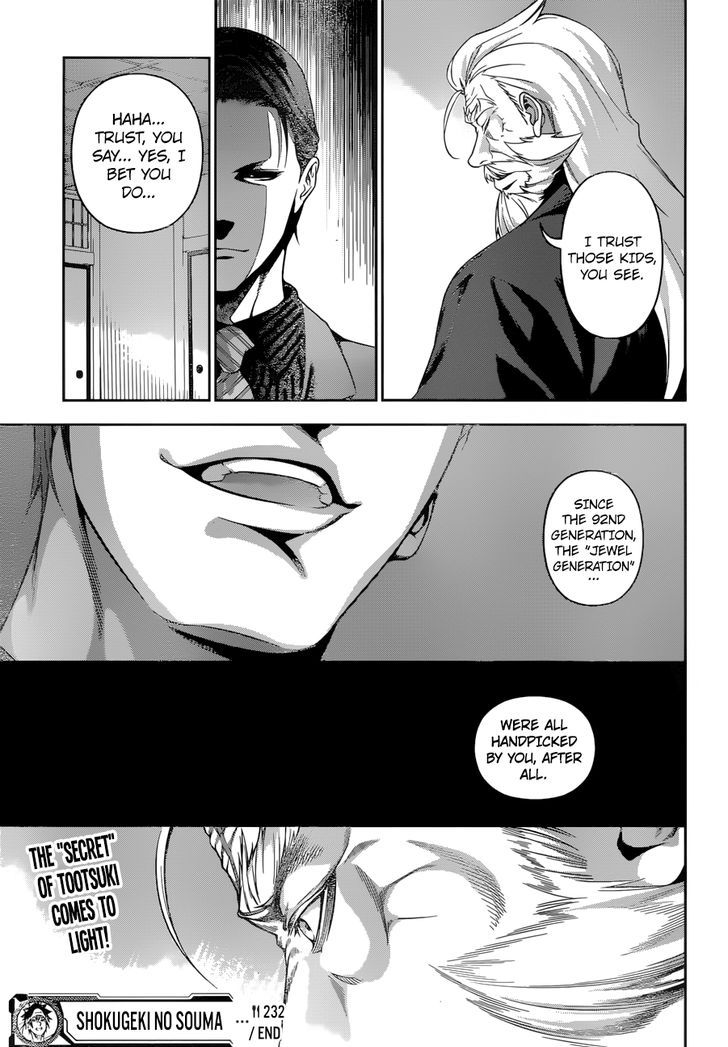 I TRUST
THOSE KIDS,
YOU SEE.
HAHA...
TRUST, YOU
SAY... YES, I
BET YOU
DO...
SINCE
THE 92ND
GENERATION,
THE "JEWEL
GENERATION"
...
WERE ALL
HANDPICKED
BY YOU, AFTER
ALL.
THE "SECRET"
OF TOOTSUKI
COMES TO
LIGHT!
SHOKUGEKI NO SOUMA ... 232
/ END